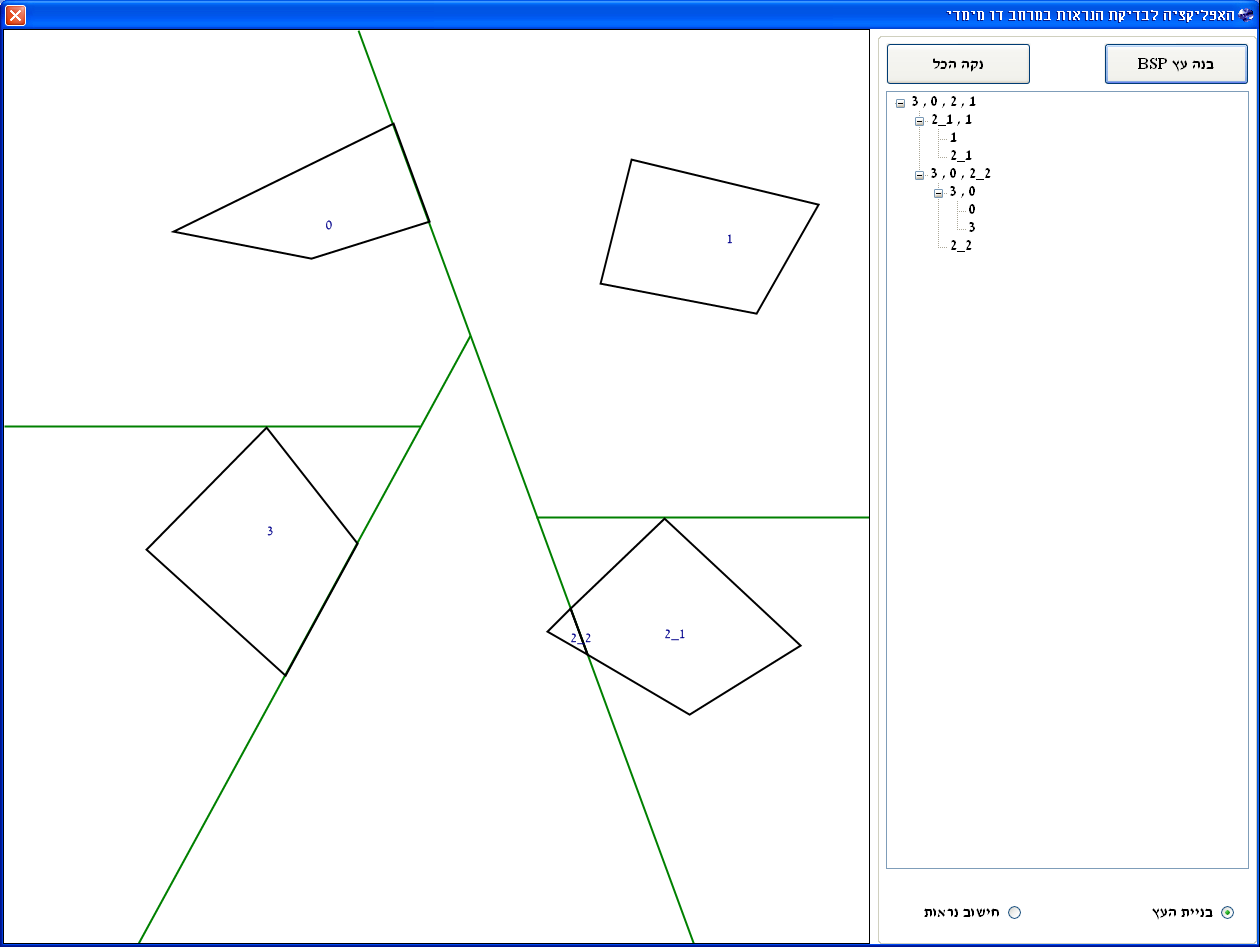 האפליקציה לבדיקת הנראות במרחב דו מימדי
בנה עץ BSP
נקה הכל
3 , 0 , 2 , 1
2_1 , 1
1
2_1
3 , 0 , 2_2
3 , 0
0
3
2_2
0
1
3
2_2
2_1
בניית העץ
חישוב נראות